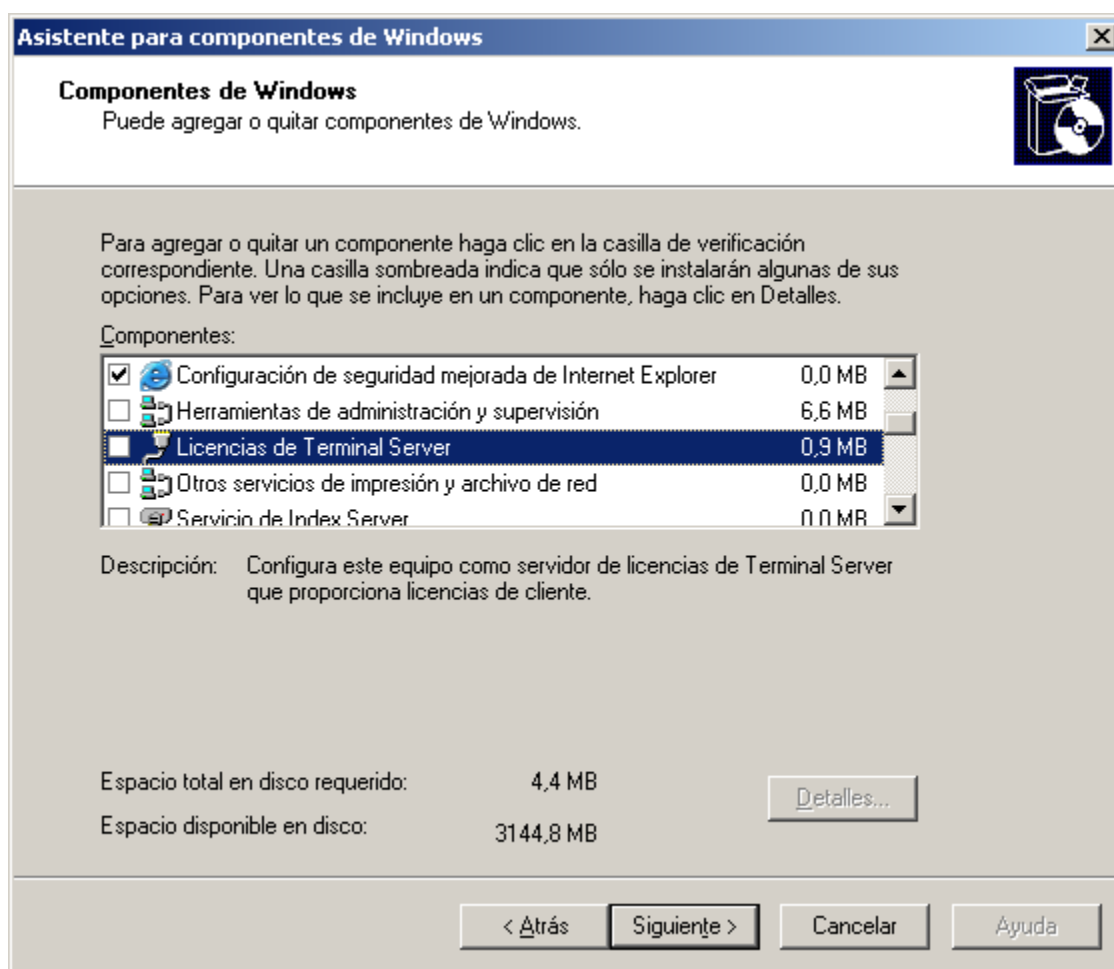 Asistente para componentes de Windows
Componentes de Windows
Puede agregar o quitar componentes de Windows.
Para agregar o quitar un componente haga clic en la casilla de verificación
correspondiente. Una casilla sombreada indica que sólo se instalarán algunas de sus
opciones. Para ver lo que se incluye en un componente, haga clic en Detalles.
Componentes:
Configuración de seguridad mejorada de Internet Explorer 0,0 MB
Herramientas de administración y supervisión 6,6 MB
Licencias de Terminal Server 0,9 MB
Otros servicios de impresión y archivo de red 0,0 MB
Servicio de Index Server 0,0 MB
Descripción: Configura este equipo como servidor de licencias de Terminal Server
que proporciona licencias de cliente.
Espacio total en disco requerido: 4,4 MB
Detalles...
Espacio disponible en disco: 3144,8 MB
< Atrás Siguiente > Cancelar Ayuda